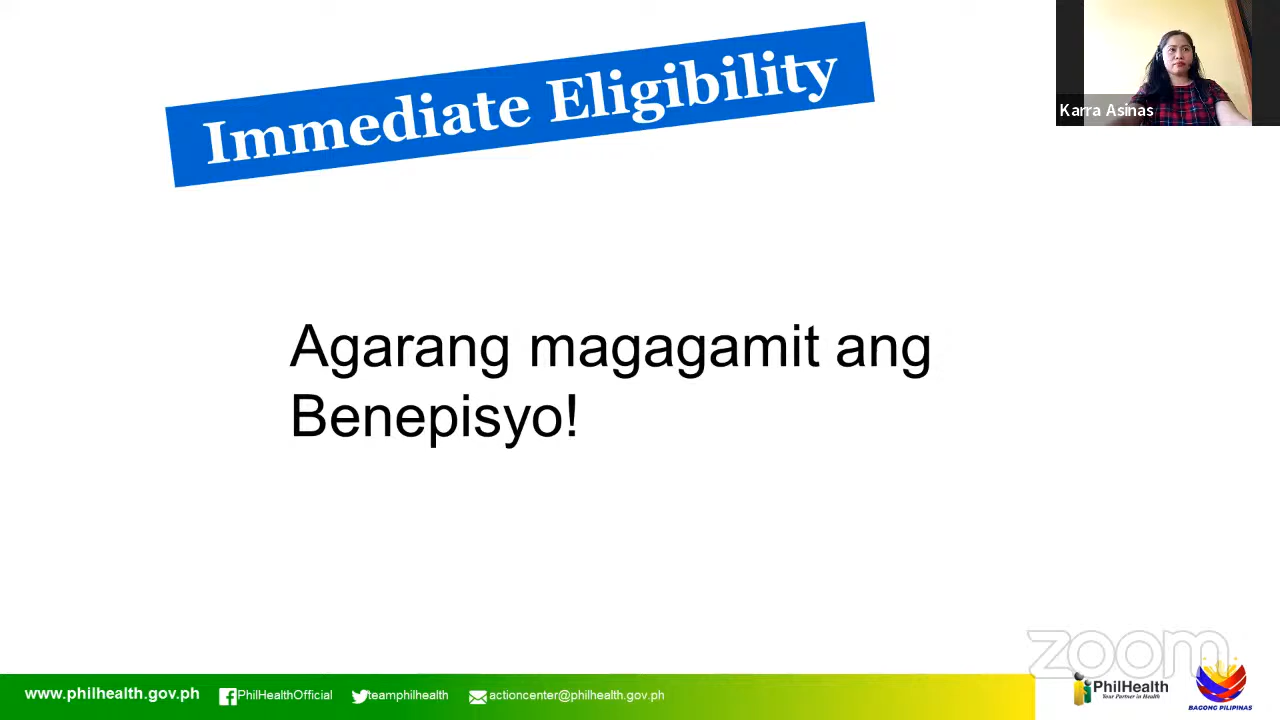 Immediate Eligibility
Karra Asinas
Agarang magagamit ang
Benepisyo!
zoom
www.philhealth.gov.ph
PhilHealthOfficial
teamphilhealth
actioncenter@philhealth.gov.ph
PhilHealth
Your Partner in Health
BAGONG PILIPINAS